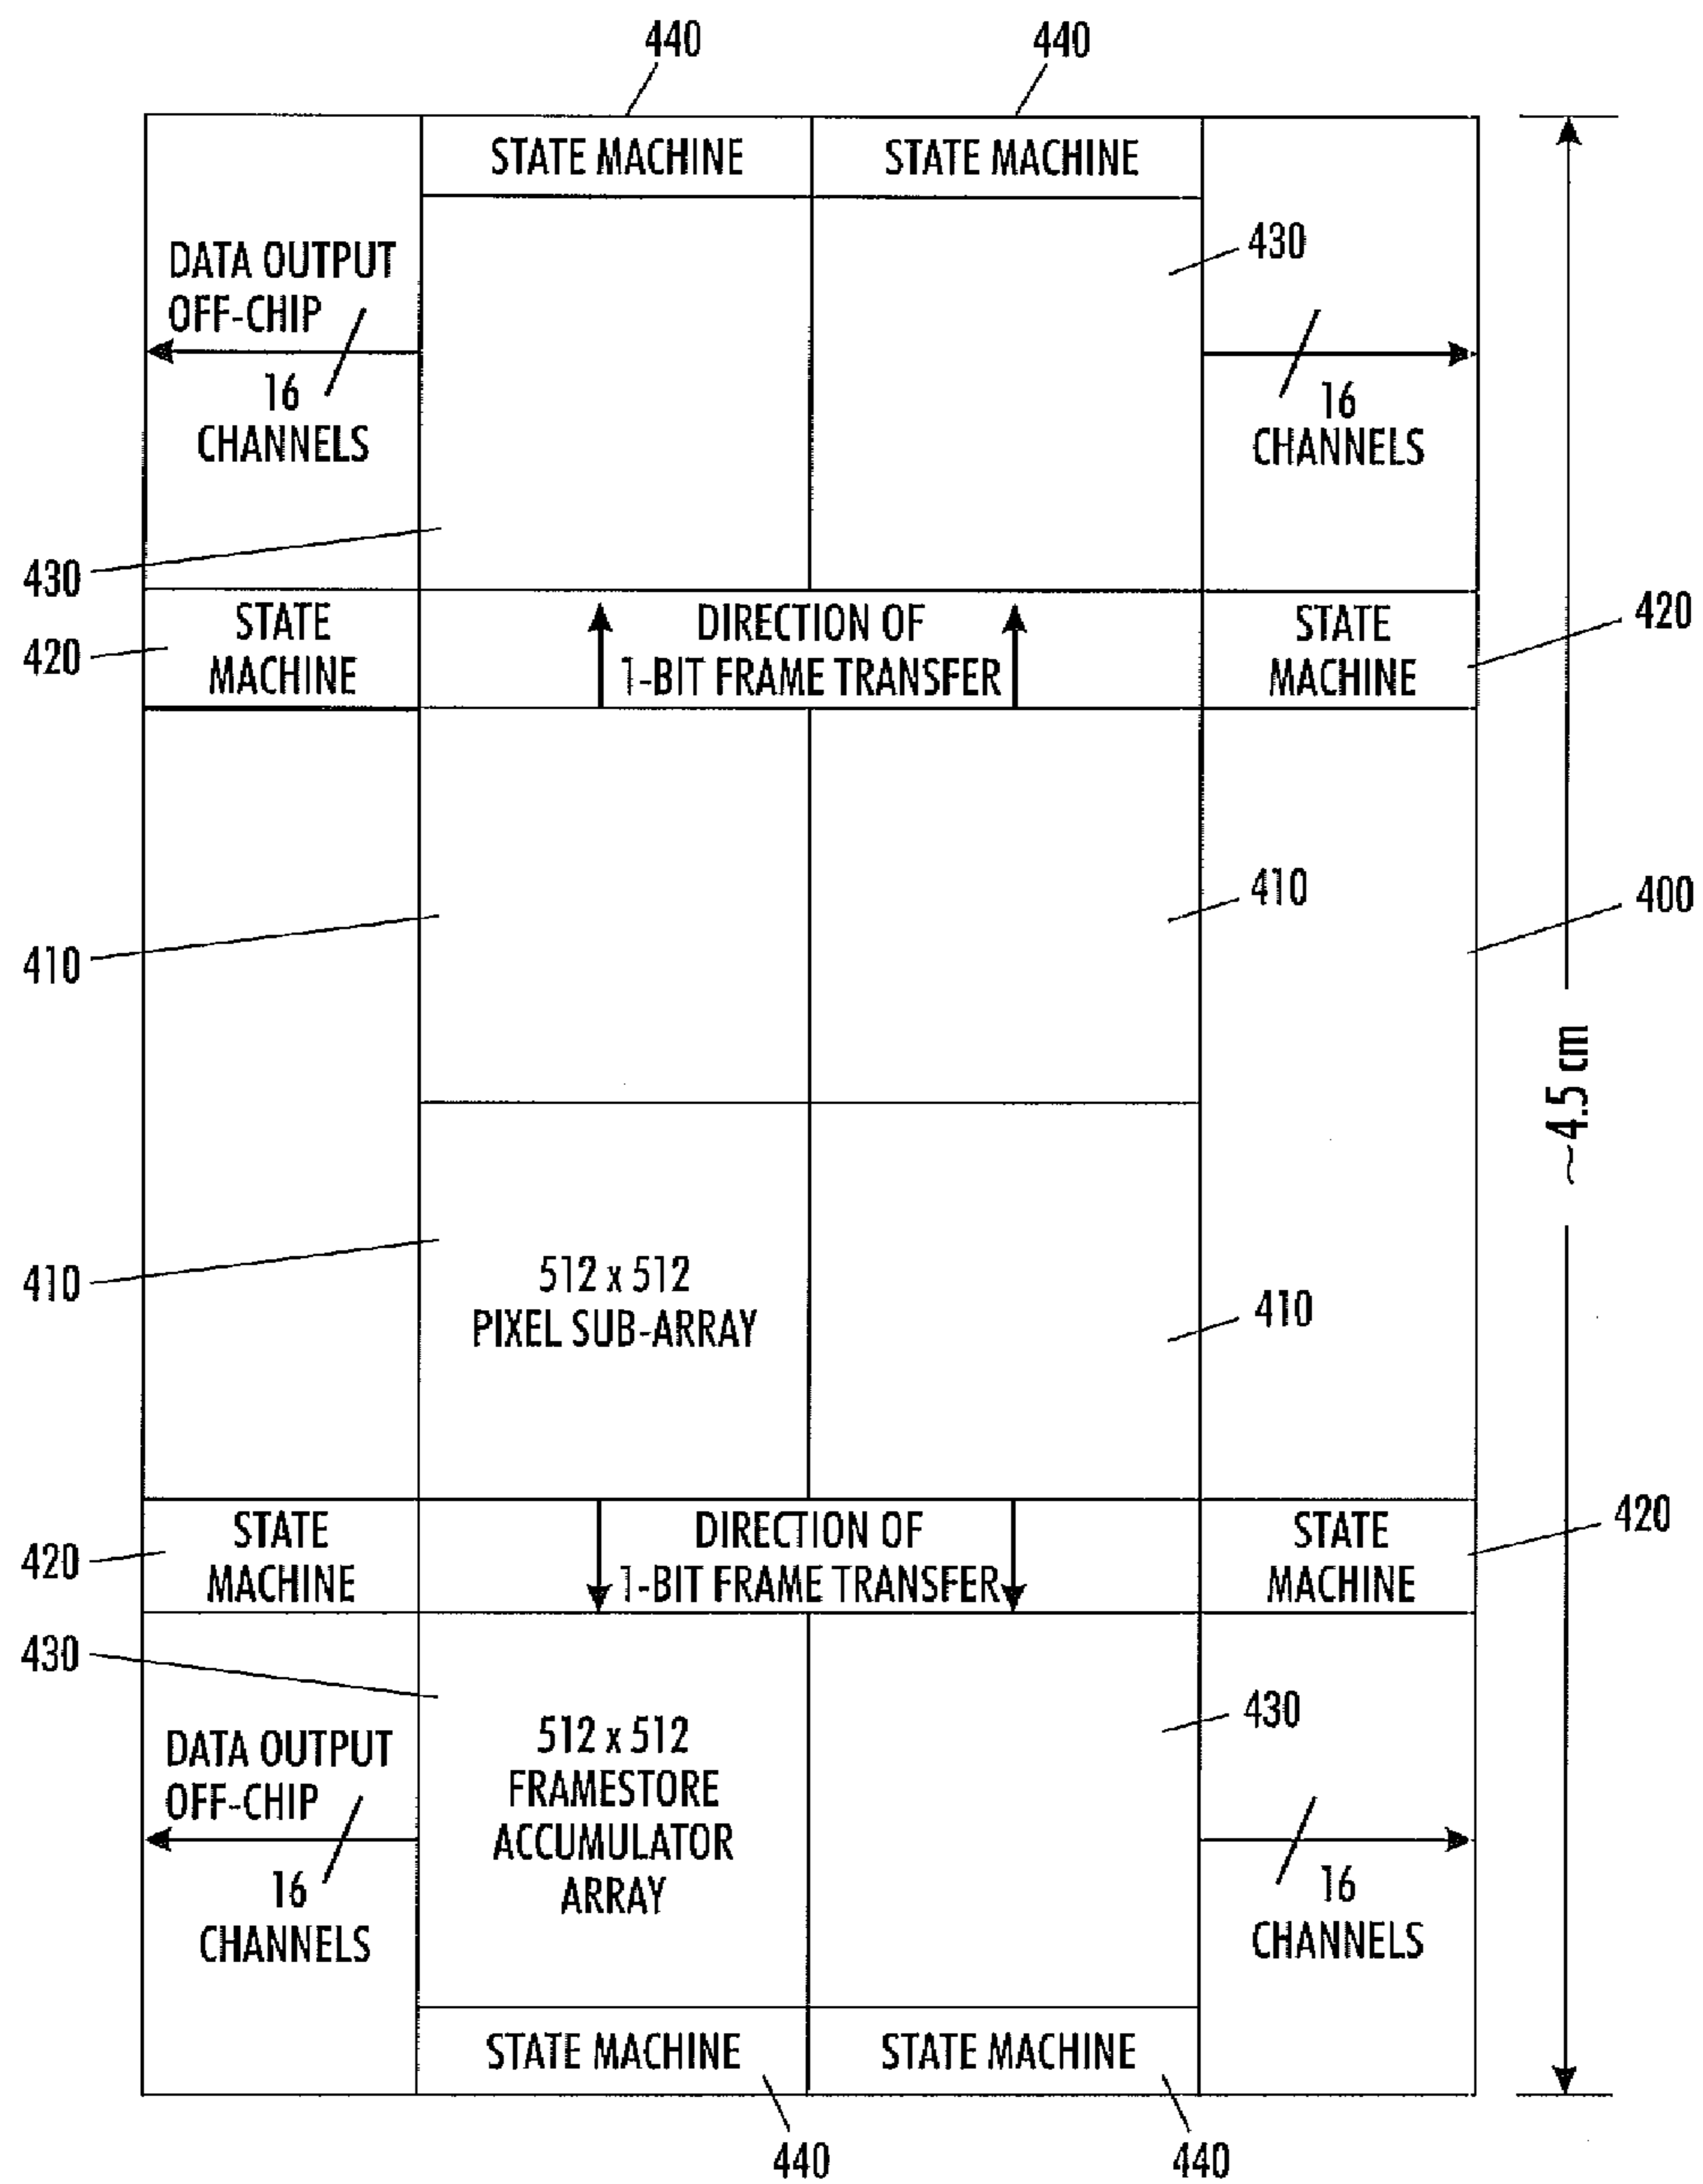 440
440
STATE MACHINE
STATE MACHINE
430
DATA OUTPUT
OFF-CHIP
16
CHANNELS
16
CHANNELS
430
STATE
MACHINE
DIRECTION OF
1-BIT FRAME TRANSFER
STATE
MACHINE
420
420
410
410
400
~4.5 cm
410
512 x 512
PIXEL SUB-ARRAY
410
STATE
MACHINE
DIRECTION OF
1-BIT FRAME TRANSFER
STATE
MACHINE
420
420
430
430
DATA OUTPUT
OFF-CHIP
16
CHANNELS
512 x 512
FRAMESTORE
ACCUMULATOR
ARRAY
16
CHANNELS
STATE MACHINE
STATE MACHINE
440
440